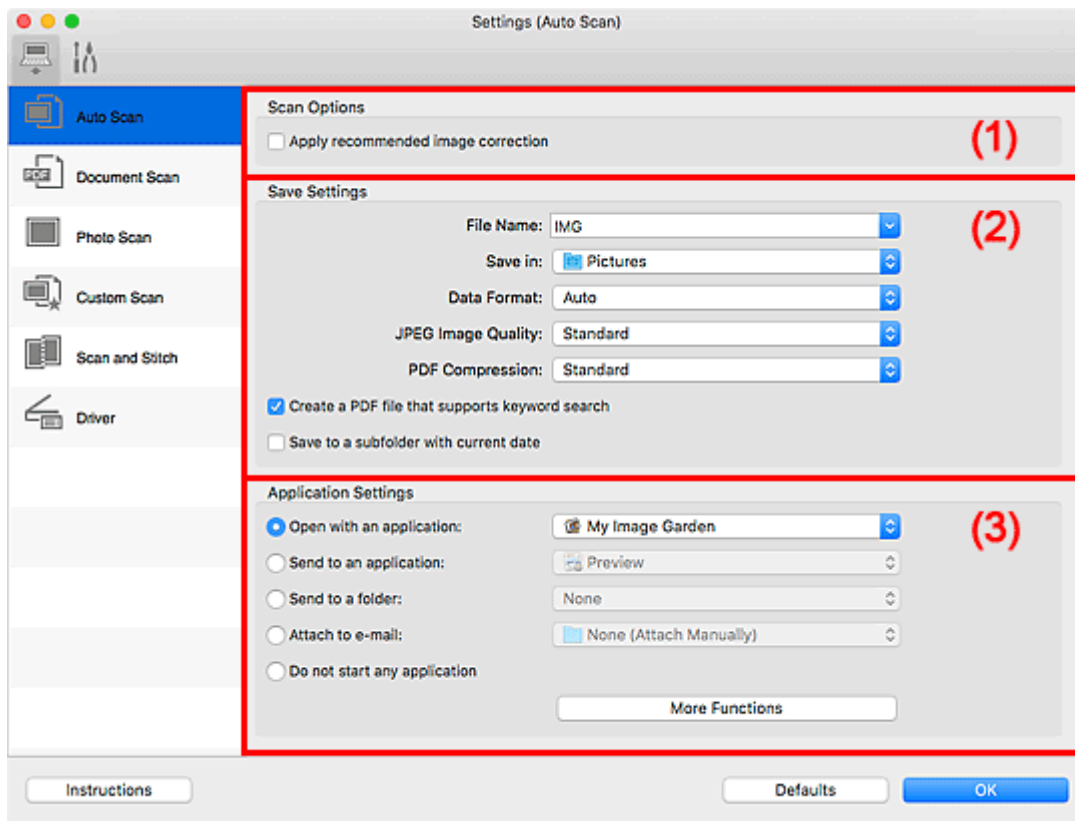 Settings (Auto Scan)
Auto Scan
PDF
Document Scan
Photo Scan
Custom Scan
Scan and Stitch
Driver
Scan Options
Apply recommended image correction
(1)
Save Settings
(2)
File Name: IMG
Save in: Pictures
Data Format: Auto
JPEG Image Quality: Standard
PDF Compression: Standard
Create a PDF file that supports keyword search
Save to a subfolder with current date
Application Settings
(3)
Open with an application: My Image Garden
Send to an application: Preview
Send to a folder: None
Attach to e-mail: None (Attach Manually)
Do not start any application
More Functions
Instructions
Defaults
OK